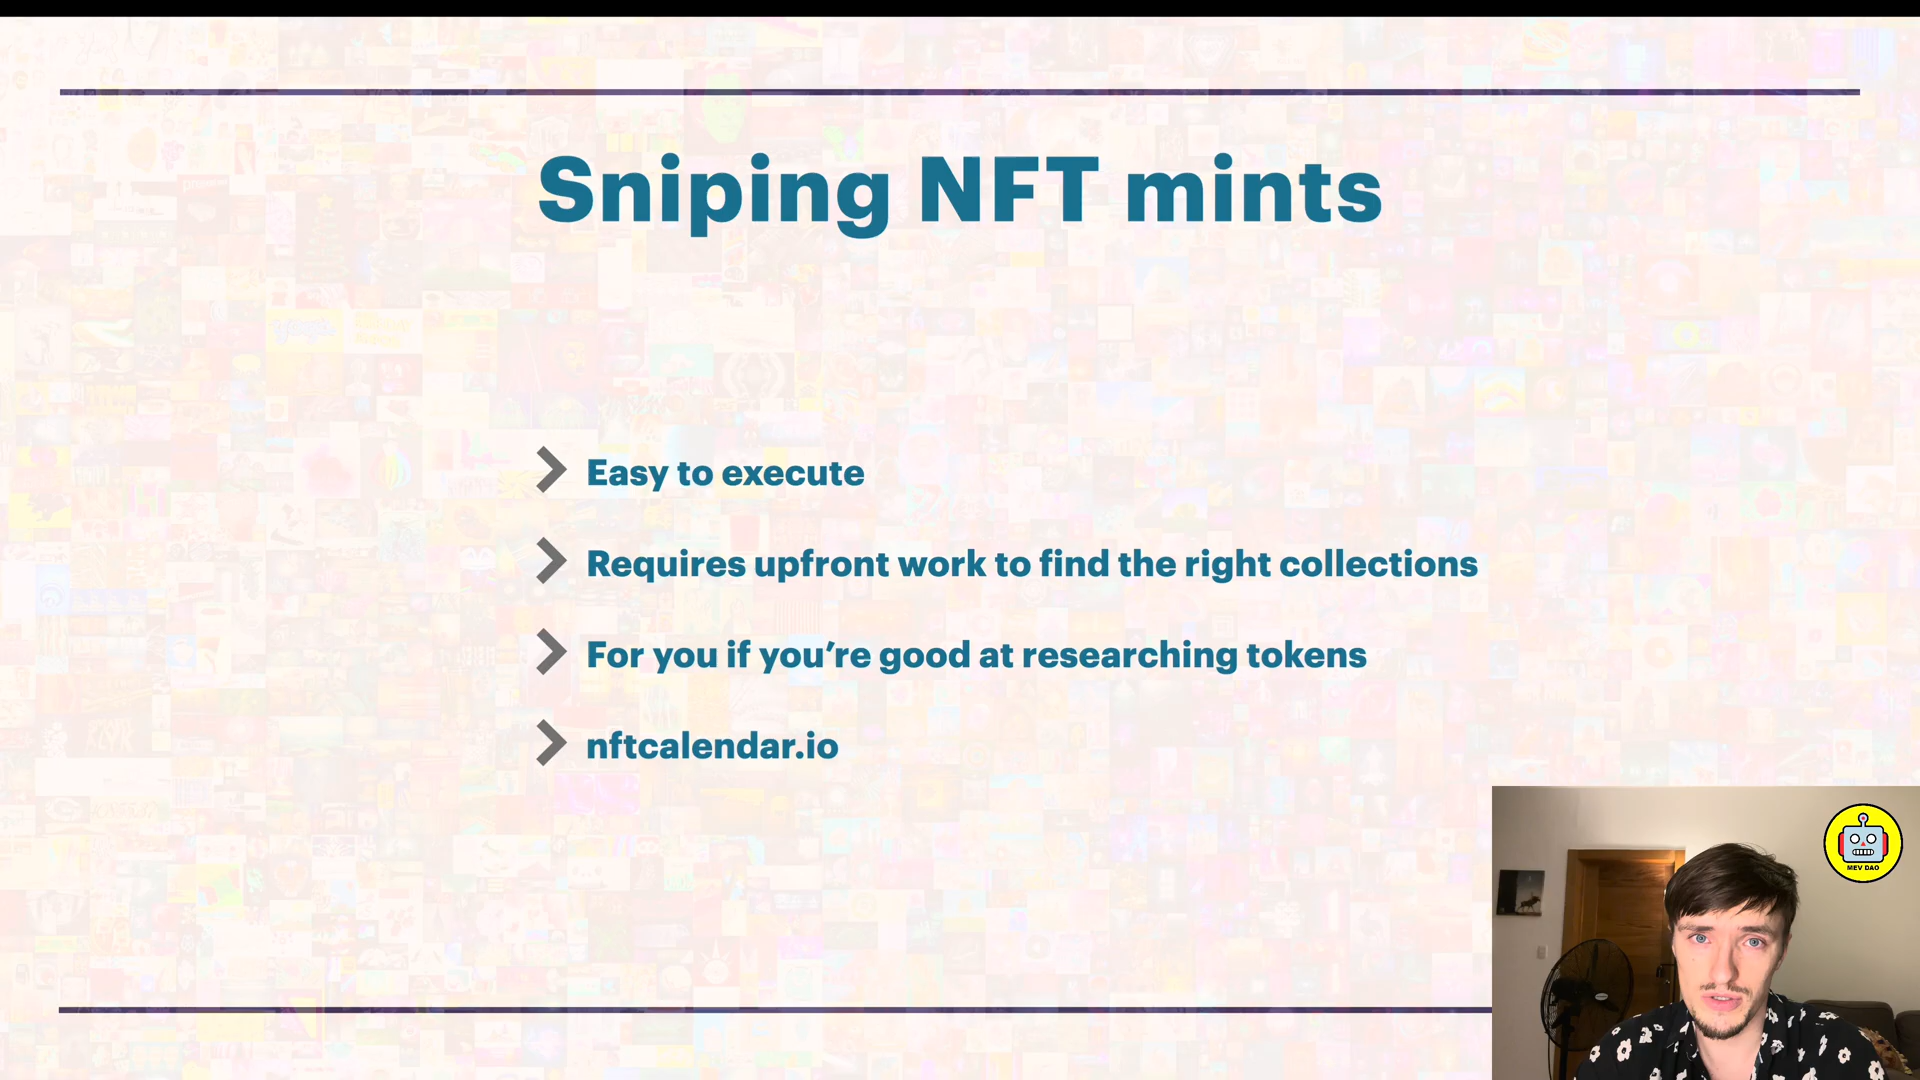 Sniping NFT mints
Easy to execute
Requires upfront work to find the right collections
For you if you’re good at researching tokens
nftcalendar.io
MEV DAO